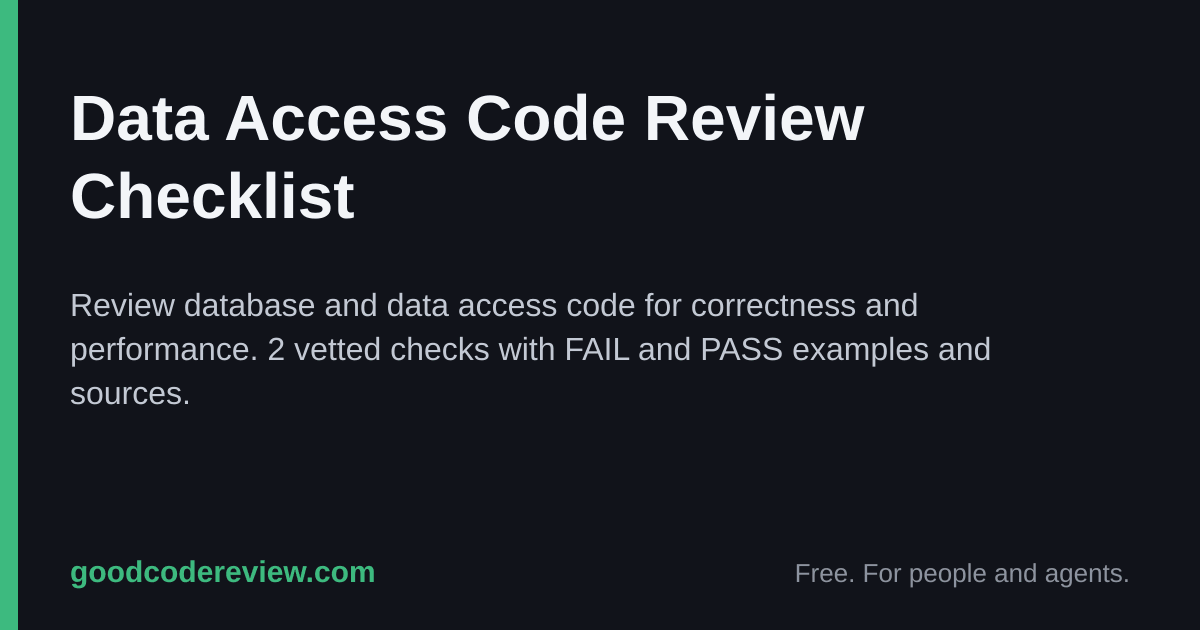 Data Access Code Review
Checklist
Review database and data access code for correctness and
performance. 2 vetted checks with FAIL and PASS examples and
sources.
goodcodereview.com
Free. For people and agents.